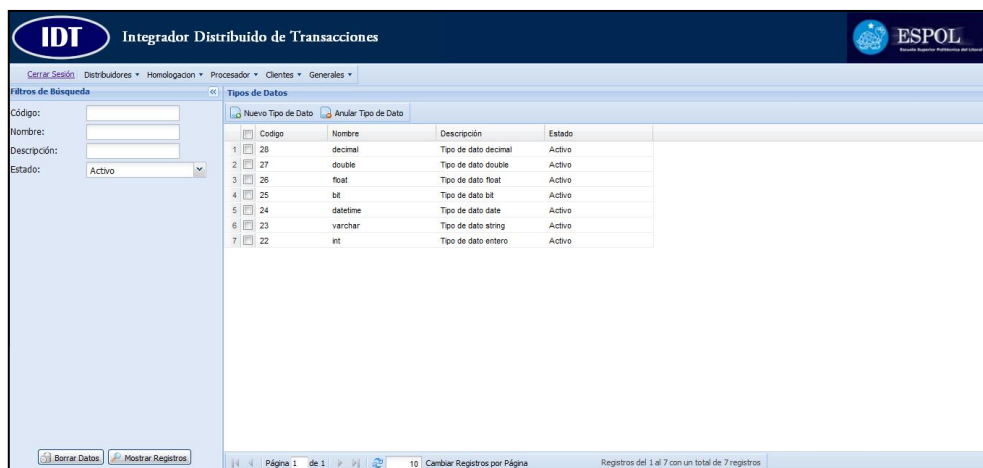 IDT Integrador Distribuido de Transacciones ESPOL
Escuela Superior Politécnica del Litoral
Cerrar Sesión Distribuidores Homologacion Procesador Clientes Generales
Filtros de Búsqueda Tipos de Datos
Código: Nuevo Tipo de Dato Anular Tipo de Dato
Nombre: Codigo Nombre Descripción Estado
Descripción: 1 28 decimal Tipo de dato decimal Activo
2 27 double Tipo de dato double Activo
Estado: Activo 3 26 float Tipo de dato float Activo
4 25 bit Tipo de dato bit Activo
5 24 datetime Tipo de dato date Activo
6 23 varchar Tipo de dato string Activo
7 22 int Tipo de dato entero Activo
Borrar Datos Mostrar Registros Página 1 de 1 10 Cambiar Registros por Página Registros del 1 al 7 con un total de 7 registros